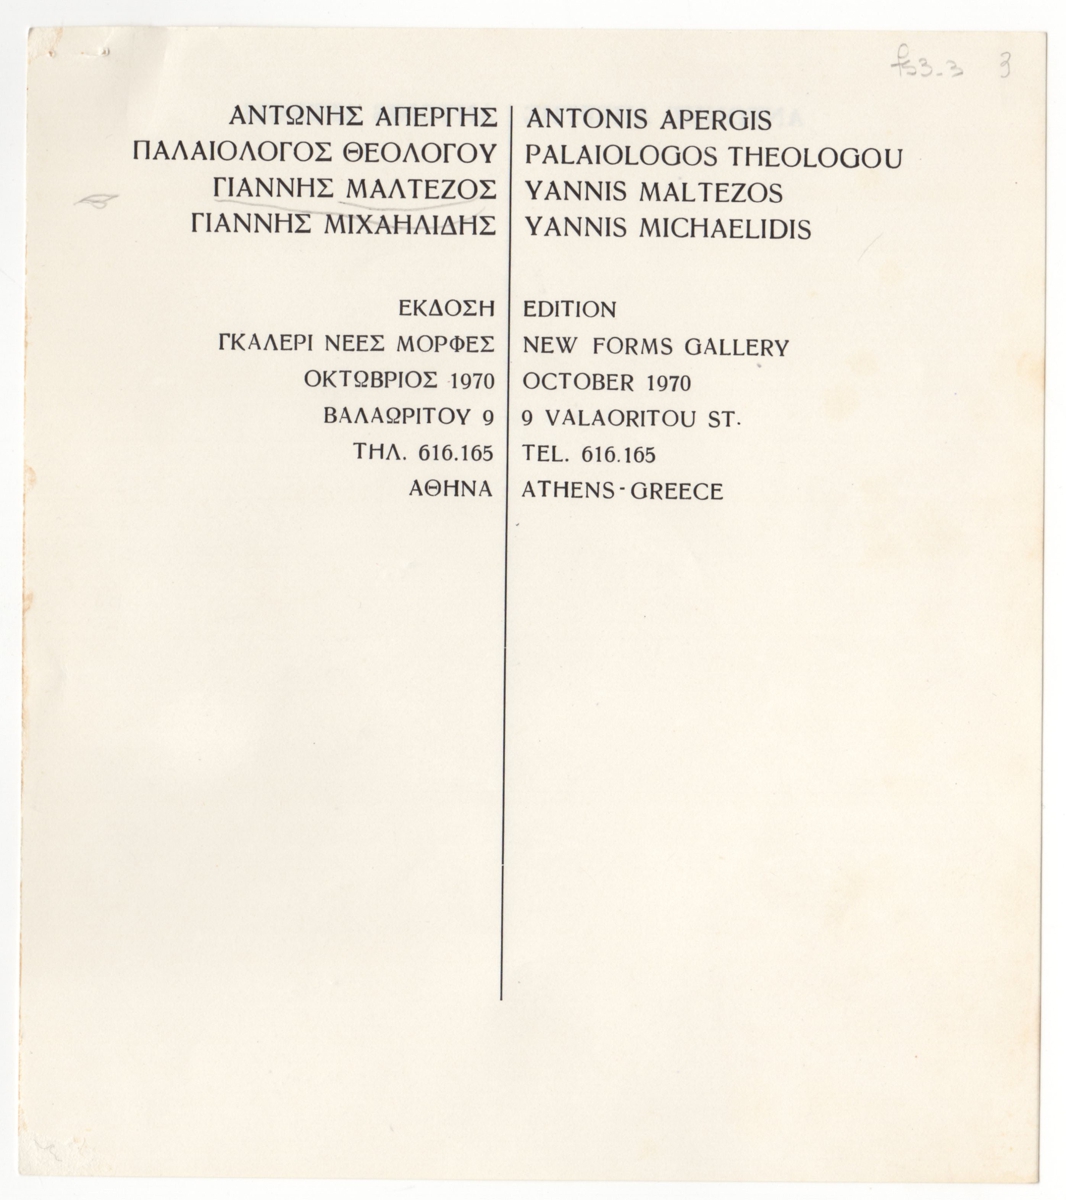 ΑΝΤΩΝΗΣ ΑΠΕΡΓΗΣ
ΠΑΛΑΙΟΛΟΓΟΣ ΘΕΟΛΟΓΟΥ
ΓΙΑΝΝΗΣ ΜΑΛΤΕΖΟΣ
ΓΙΑΝΝΗΣ ΜΙΧΑΗΛΙΔΗΣ
ΕΚΔΟΣΗ
ΓΚΑΛΕΡΙ ΝΕΕΣ ΜΟΡΦΕΣ
ΟΚΤΩΒΡΙΟΣ 1970
ΒΑΛΑΩΡΙΤΟΥ 9
ΤΗΛ. 616.165
ΑΘΗΝΑ
ANTONIS APERGIS
PALAIOLOGOS THEOLOGOU
YANNIS MALTEZOS
YANNIS MICHAELIDIS
EDITION
NEW FORMS GALLERY
OCTOBER 1970
9 VALAORITOU ST.
TEL. 616.165
ATHENS - GREECE